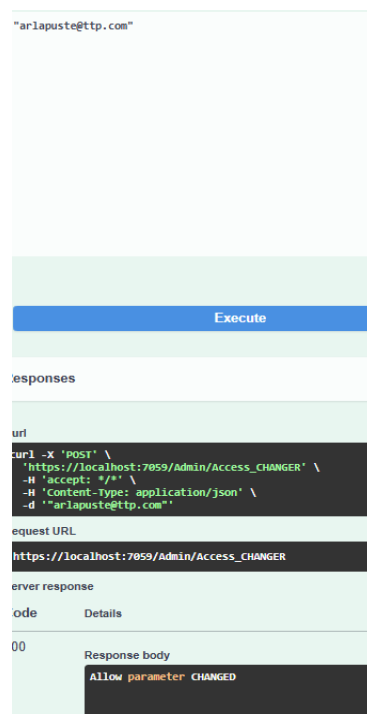 "arlapuste@ttp.com"
Execute
esponses
url
curl -X 'POST' \
'https://localhost:7059/Admin/Access_CHANGER' \
-H 'accept: */*' \
-H 'Content-Type: application/json' \
-d '"arlapuste@ttp.com"'
equest URL
https://localhost:7059/Admin/Access_CHANGER
erver response
ode Details
00
Response body
Allow parameter CHANGED